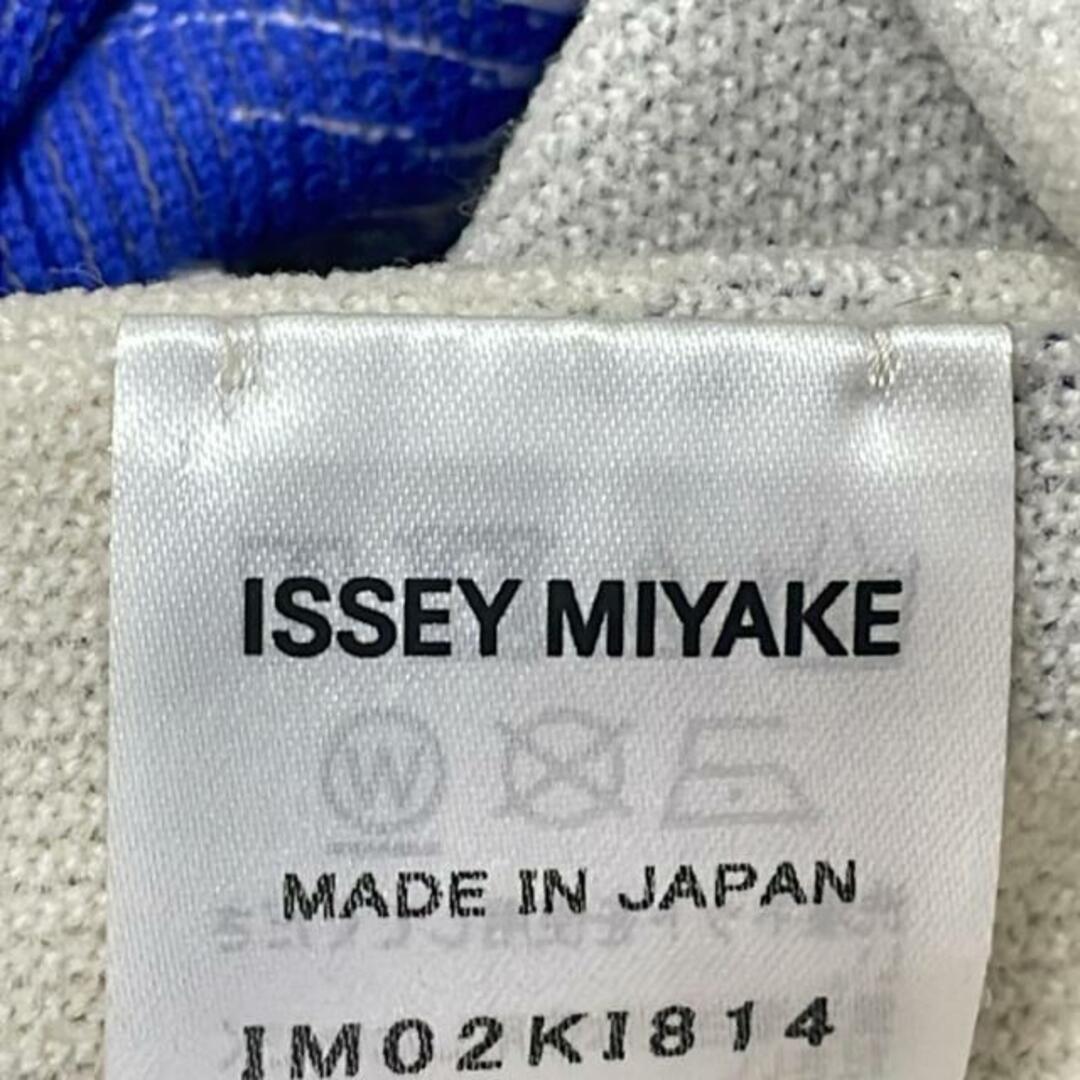 ISSEY MIYAKE
W
MADE IN JAPAN
IM02KI814